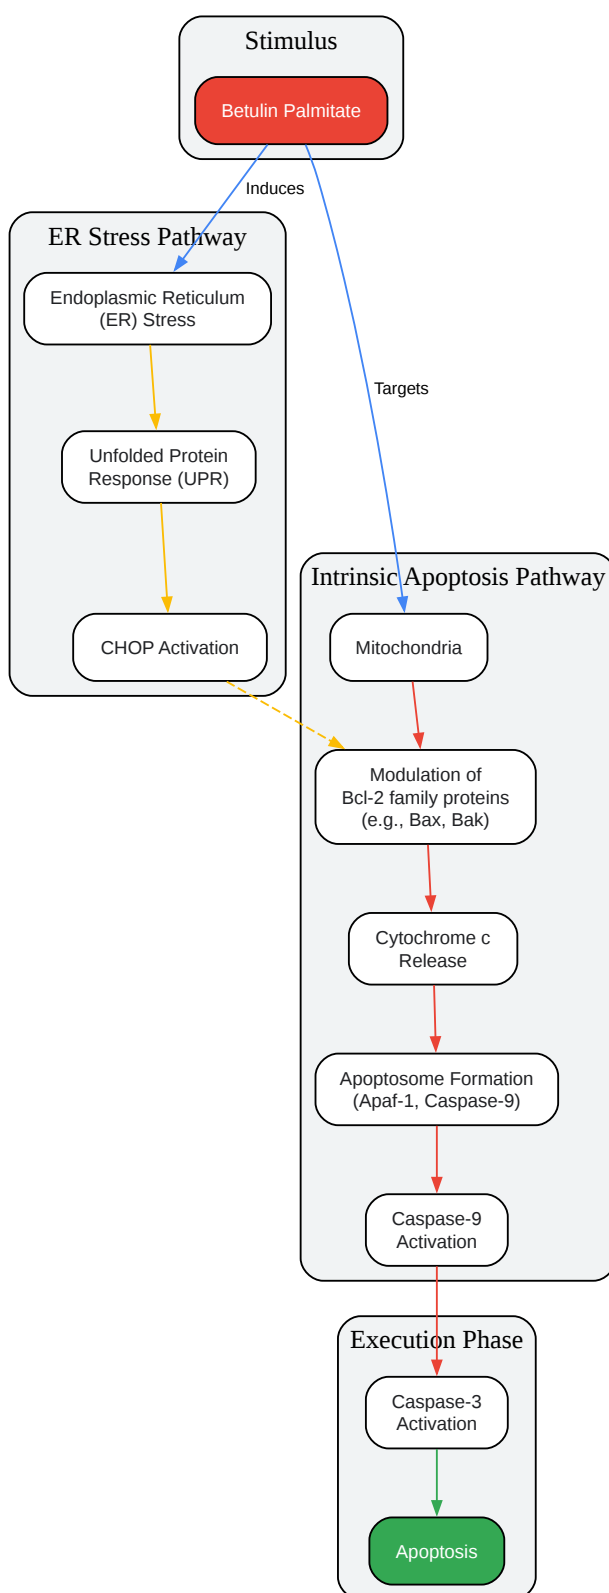 Stimulus
Betulin Palmitate
Induces
ER Stress Pathway
Endoplasmic Reticulum
(ER) Stress
Targets
Unfolded Protein
Response (UPR)
CHOP Activation
Intrinsic Apoptosis Pathway
Mitochondria
Modulation of
Bcl-2 family proteins
(e.g., Bax, Bak)
Cytochrome c
Release
Apoptosome Formation
(Apaf-1, Caspase-9)
Caspase-9
Activation
Execution Phase
Caspase-3
Activation
Apoptosis